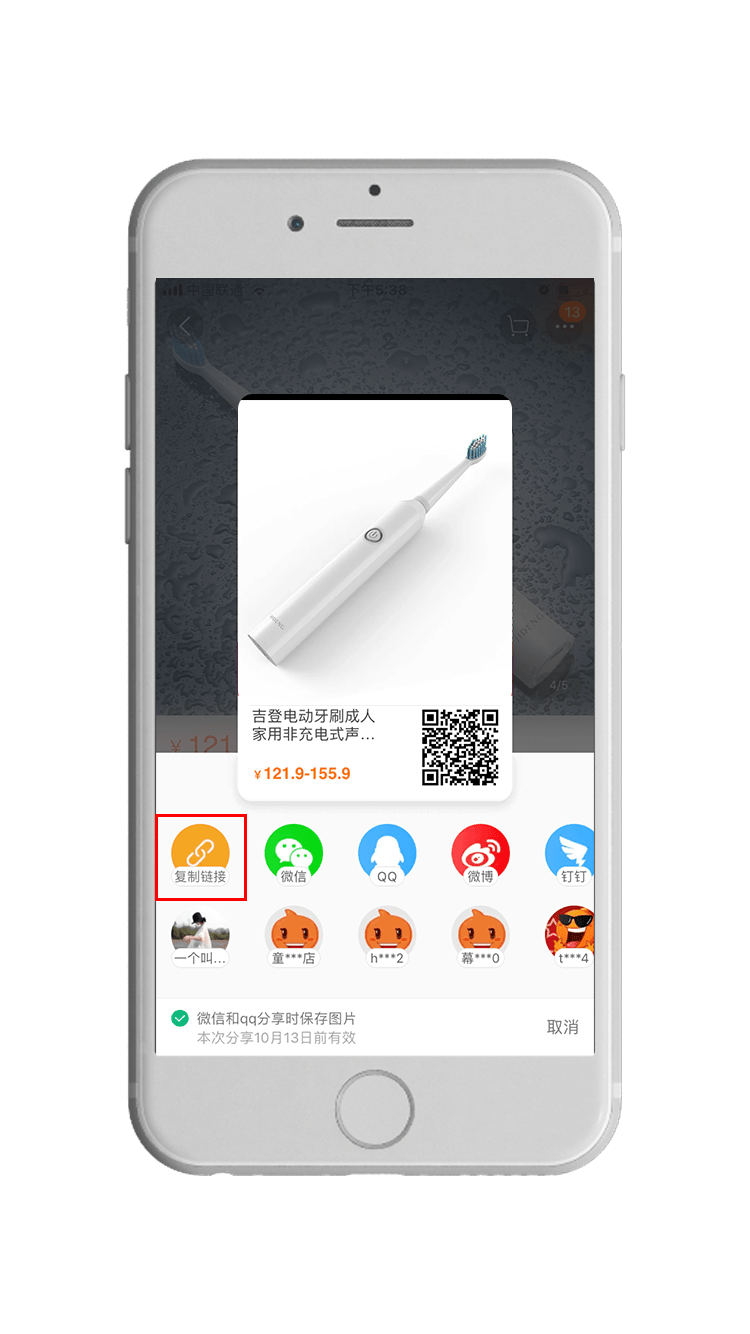 中国联通
下午5:38
13
4/5
¥ 121
吉登电动牙刷成人
家用非充电式声...
¥ 121.9-155.9
复制链接
微信
QQ
微博
钉钉
一个叫...
童***店
h***2
幕***0
t***4
微信和qq分享时保存图片
本次分享10月13日前有效
取消